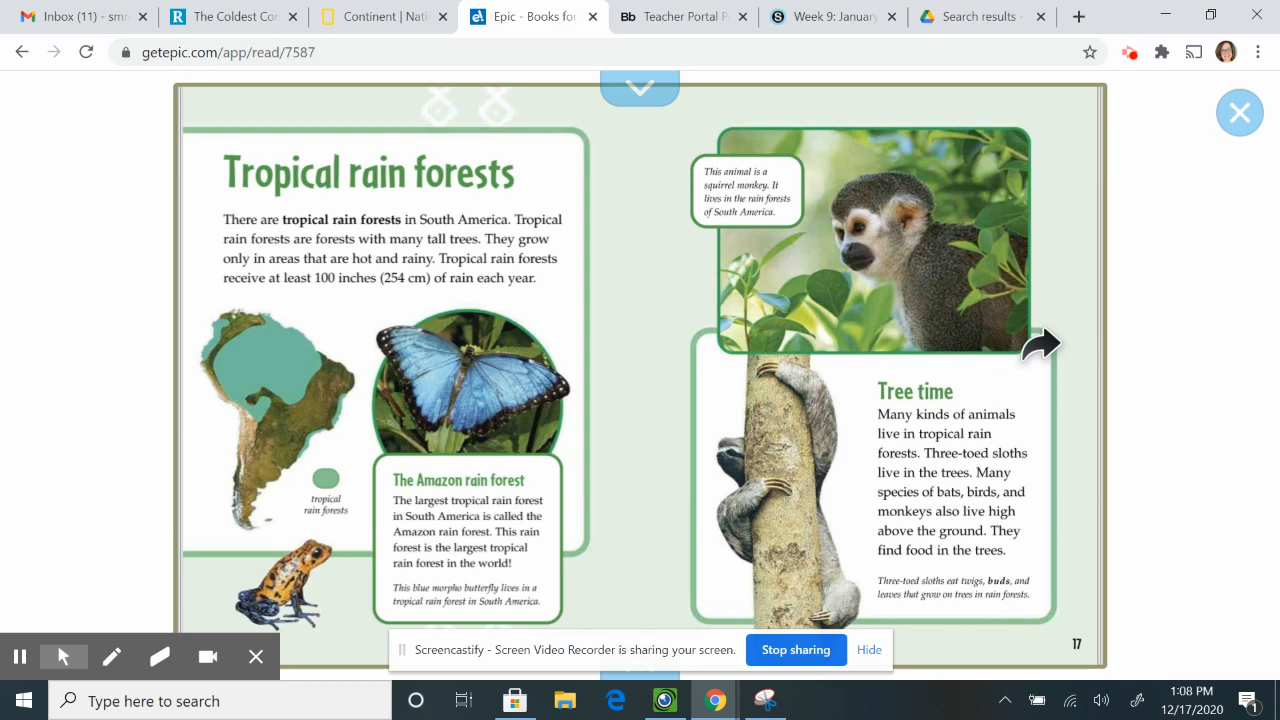 Inbox (11) - smr
The Coldest Cor
Continent | Nati
Epic - Books for
Bb Teacher Portal P
Week 8: January
Search results -
getepic.com/app/read/7587
Tropical rain forests
There are tropical rain forests in South America. Tropical
rain forests are forests with many tall trees. They grow
only in areas that are hot and rainy. Tropical rain forests
receive at least 100 inches (254 cm) of rain each year.
tropical
rain forests
The Amazon rain forest
The largest tropical rain forest
in South America is called the
Amazon rain forest. This rain
forest is the largest tropical
rain forest in the world!
This blue morpho butterfly lives in a
tropical rain forest in South America.
This animal is a
squirrel monkey. It
lives in the rain forests
of South America.
Tree time
Many kinds of animals
live in tropical rain
forests. Three-toed sloths
live in the trees. Many
species of bats, birds, and
monkeys also live high
above the ground. They
find food in the trees.
Three-toed sloths eat twigs, buds, and
leaves that grow on trees in rain forests.
17
Screencastify - Screen Video Recorder is sharing your screen.
Stop sharing
Hide
Type here to search
1:08 PM
12/17/2020
1